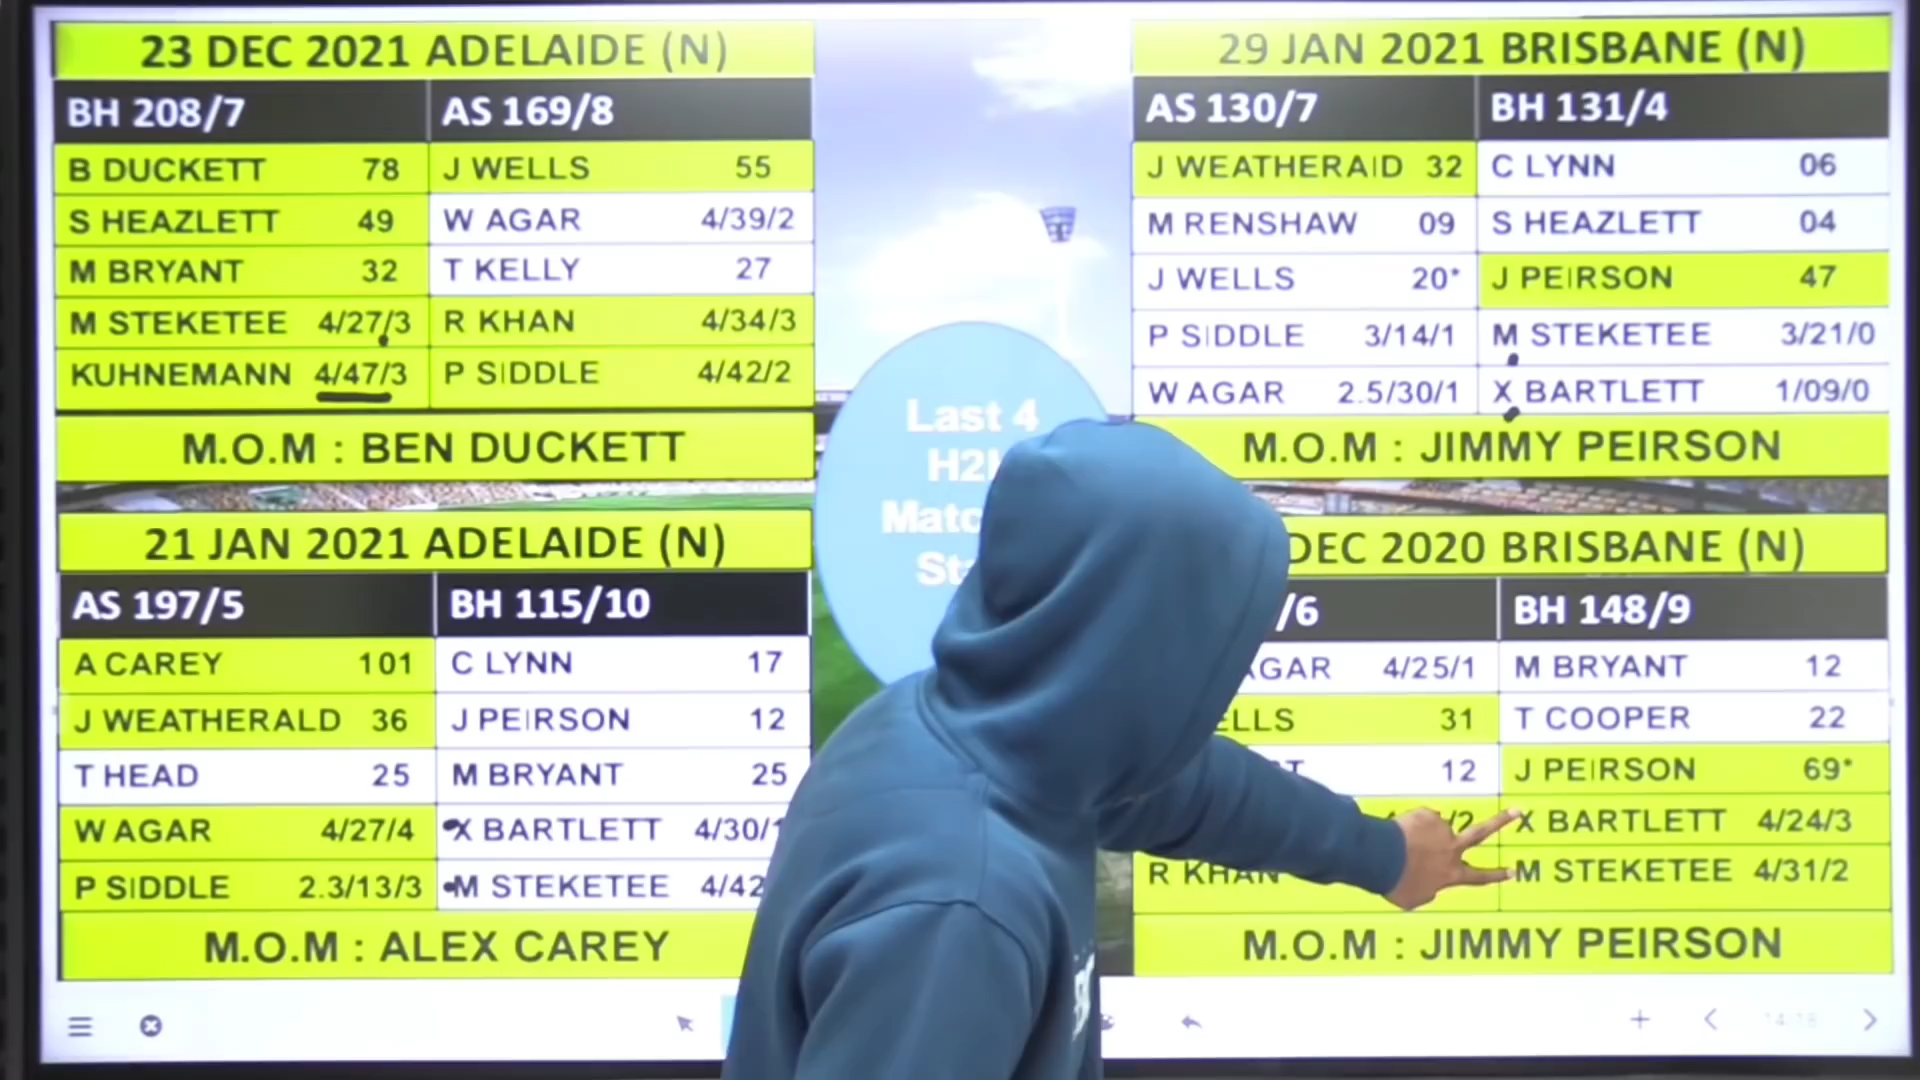 23 DEC 2021 ADELAIDE (N)
BH 208/7 AS 169/8
B DUCKETT 78 J WELLS 55
S HEAZLETT 49 W AGAR 4/39/2
M BRYANT 32 T KELLY 27
M STEKETEE 4/27/3 R KHAN 4/34/3
KUHNEMANN 4/47/3 P SIDDLE 4/42/2
M.O.M : BEN DUCKETT
29 JAN 2021 BRISBANE (N)
AS 130/7 BH 131/4
J WEATHERAID 32 C LYNN 06
M RENSHAW 09 S HEAZLETT 04
J WELLS 20* J PEIRSON 47
P SIDDLE 3/14/1 M STEKETEE 3/21/0
W AGAR 2.5/30/1 X BARTLETT 1/09/0
M.O.M : JIMMY PEIRSON
Last 4
21 JAN 2021 ADELAIDE (N)
AS 197/5 BH 115/10
A CAREY 101 C LYNN 17
J WEATHERALD 36 J PEIRSON 12
T HEAD 25 M BRYANT 25
W AGAR 4/27/4 X BARTLETT 4/30/
P SIDDLE 2.3/13/3 M STEKETEE 4/42
M.O.M : ALEX CAREY
DEC 2020 BRISBANE (N)
/6 BH 148/9
AGAR 4/25/1 M BRYANT 12
ELLS 31 T COOPER 22
12 J PEIRSON 69*
/2 X BARTLETT 4/24/3
R KHAN M STEKETEE 4/31/2
M.O.M : JIMMY PEIRSON
14:18